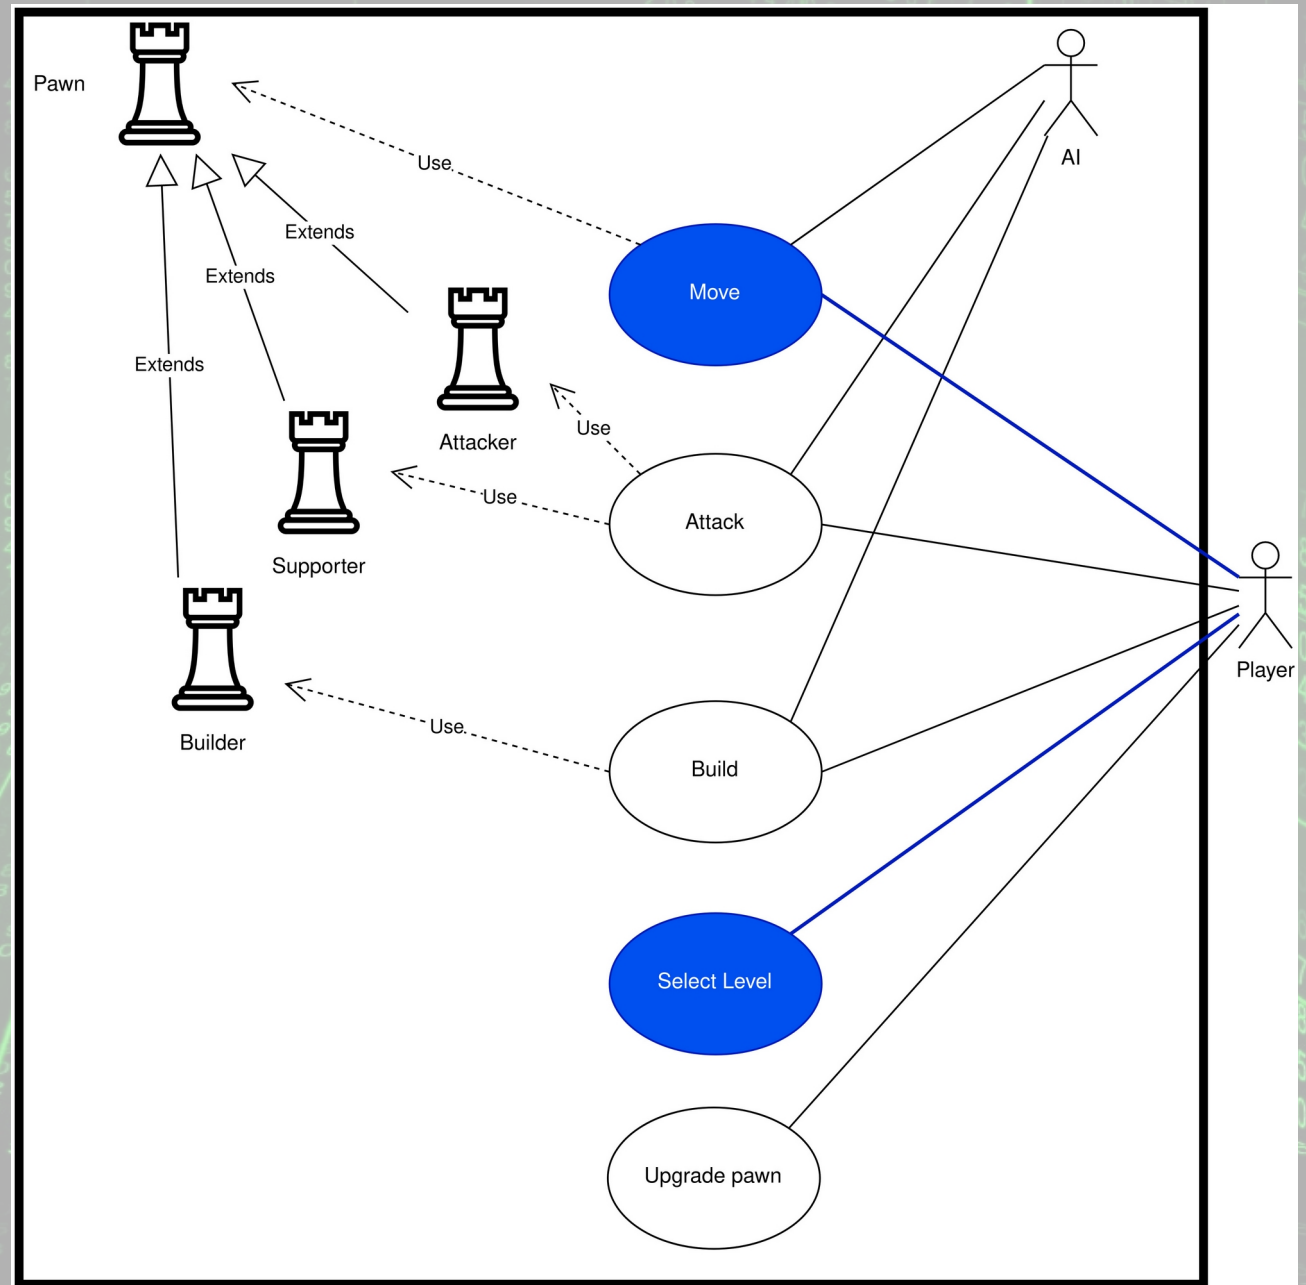 Pawn
AI
Use
Extends
Extends
Move
Extends
Use
Attacker
Use
Attack
Supporter
Player
Use
Builder
Build
Select Level
Upgrade pawn